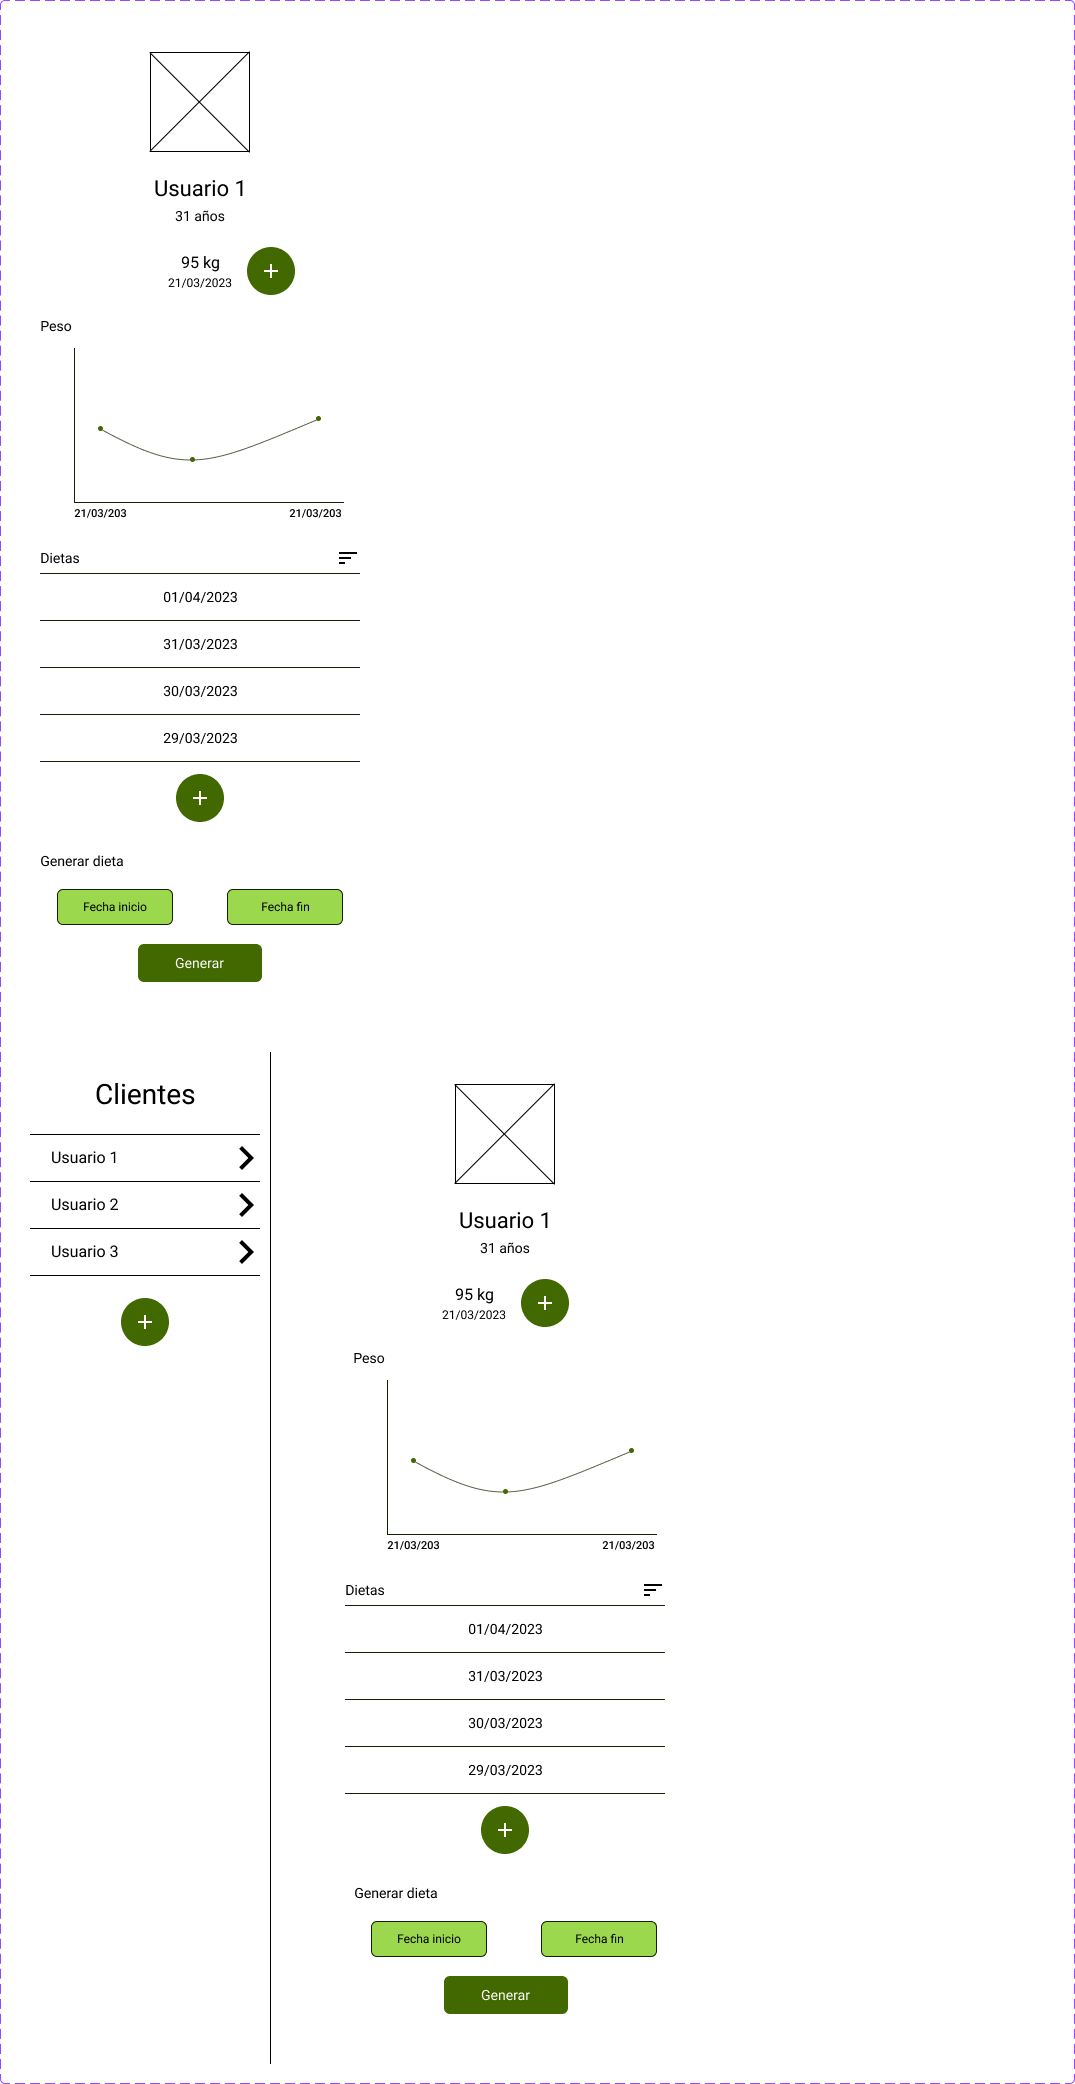 Usuario 1
31 años
95 kg
21/03/2023
Peso
21/03/203 21/03/203
Dietas
01/04/2023
31/03/2023
30/03/2023
29/03/2023
Generar dieta
Fecha inicio Fecha fin
Generar
Clientes
Usuario 1
Usuario 2
Usuario 3
Usuario 1
31 años
95 kg
21/03/2023
Peso
21/03/203 21/03/203
Dietas
01/04/2023
31/03/2023
30/03/2023
29/03/2023
Generar dieta
Fecha inicio Fecha fin
Generar